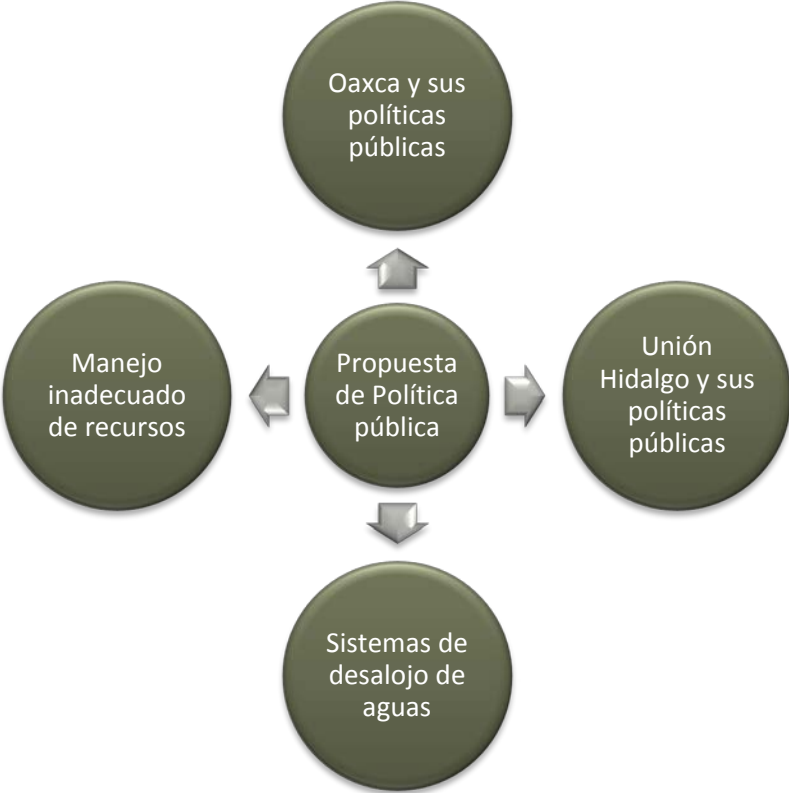 Oaxca y sus
políticas
públicas
Manejo
inadecuado
de recursos
Propuesta
de Política
pública
Unión
Hidalgo y sus
políticas
públicas
Sistemas de
desalojo de
aguas